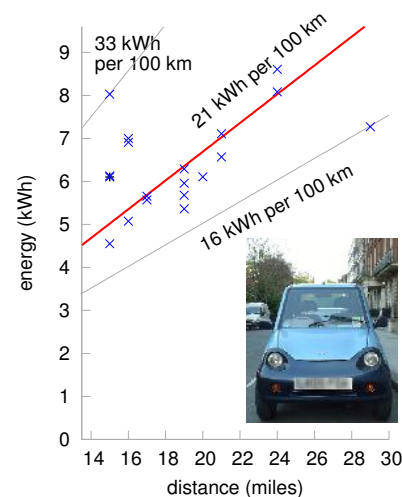 33 kWh
per 100 km
21 kWh per 100 km
16 kWh per 100 km
energy (kWh)
9
8
7
6
5
4
3
2
1
0
14 16 18 20 22 24 26 28 30
distance (miles)